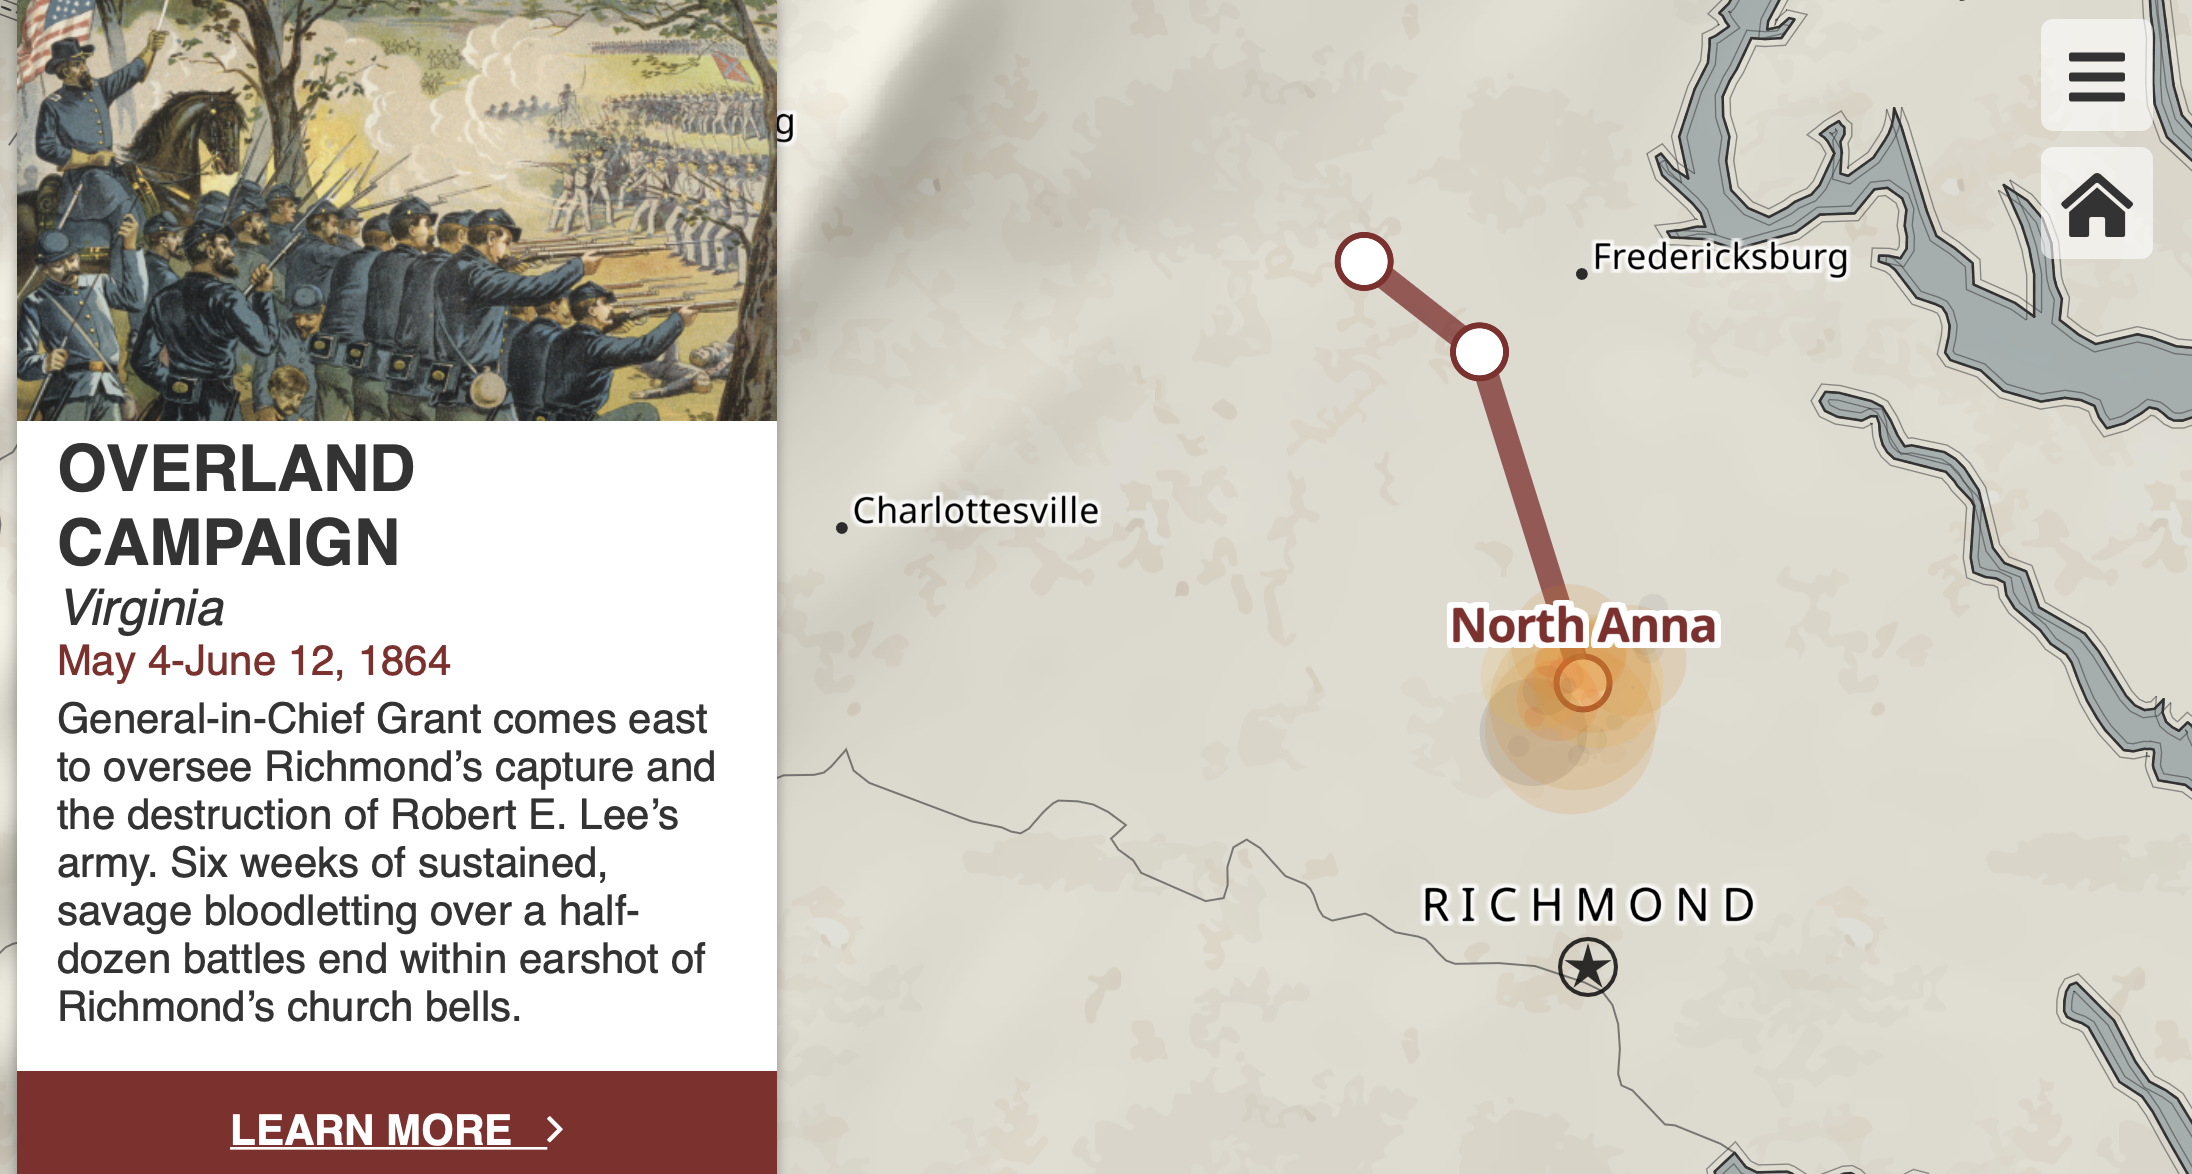 OVERLAND
CAMPAIGN
Virginia
May 4-June 12, 1864
General-in-Chief Grant comes east
to oversee Richmond’s capture and
the destruction of Robert E. Lee’s
army. Six weeks of sustained,
savage bloodletting over a half-
dozen battles end within earshot of
Richmond’s church bells.
LEARN MORE
g
Fredericksburg
Charlottesville
North Anna
RICHMOND